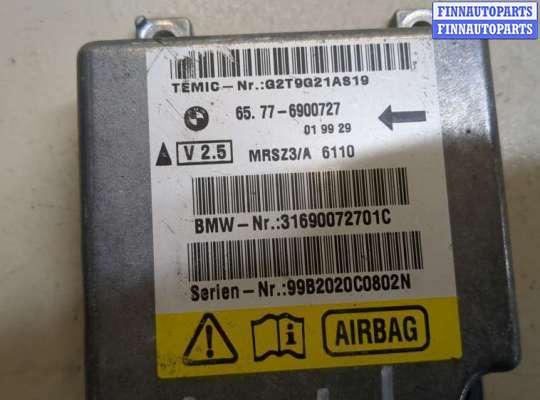 FINNAUTOPARTS
FINNAUTOPARTS
TEMIC-Nr.:G2T9G21AS19
65. 77-6900727
01 99 29
V 2.5
MRSZ3/A 6110
BMW-Nr.:31690072701C
Serien-Nr.:99B2020C0802N
i
AIRBAG